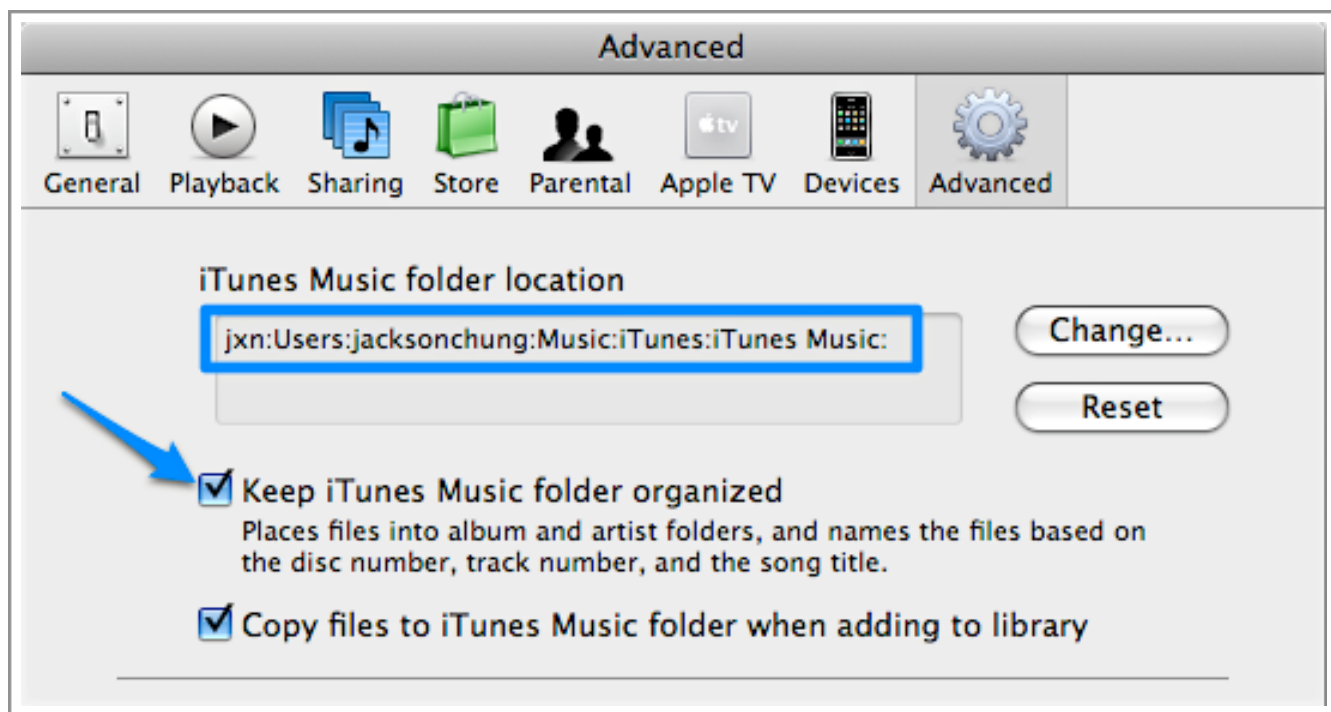 Advanced
tv
General Playback Sharing Store Parental Apple TV Devices Advanced
iTunes Music folder location
jxn:Users:jacksonchung:Music:iTunes:iTunes Music:
Change...
Reset
Keep iTunes Music folder organized
Places files into album and artist folders, and names the files based on
the disc number, track number, and the song title.
Copy files to iTunes Music folder when adding to library